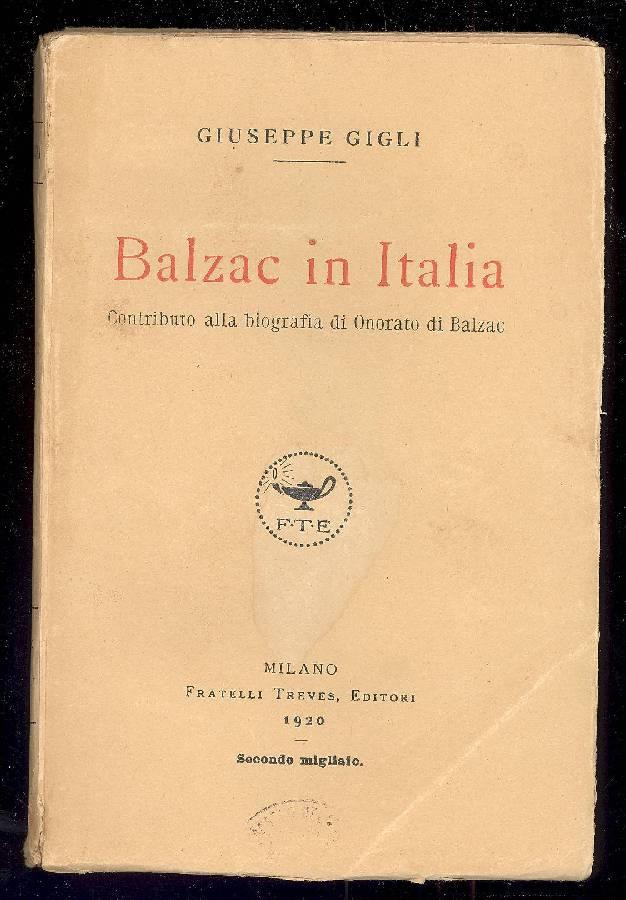 GIUSEPPE GIGLI
Balzac in Italia
Contributo alla biografia di Onorato di Balzac
F·T·E
MILANO
FRATELLI TREVES, EDITORI
1920
Secondo migliaio.